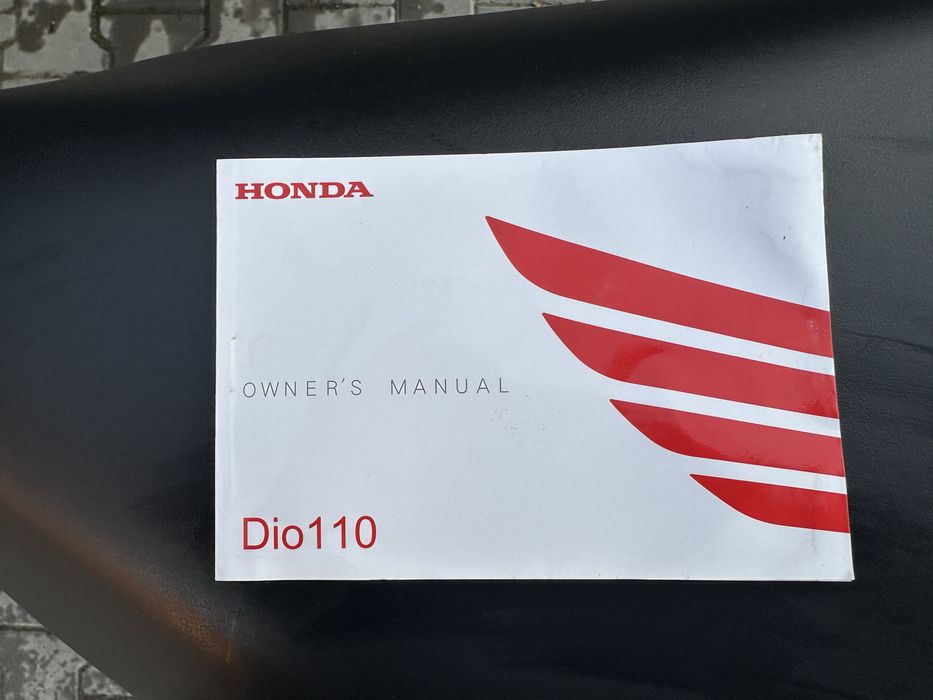 HONDA
OWNER'S MANUAL
Dio110